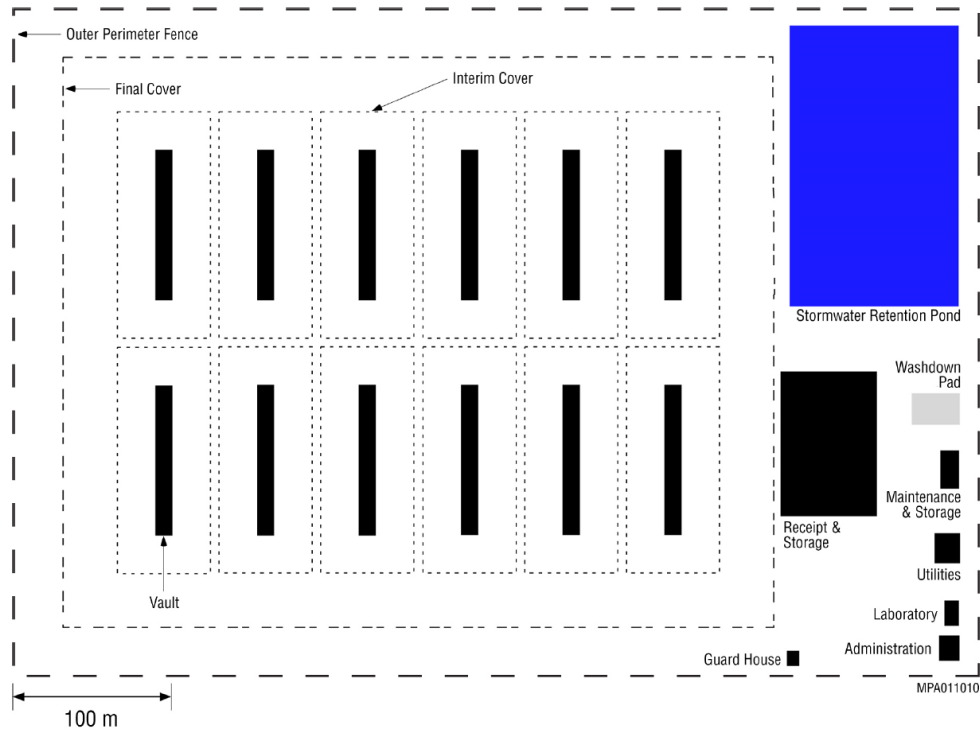 Outer Perimeter Fence
Interim Cover
Final Cover
Stormwater Retention Pond
Washdown
Pad
Maintenance
& Storage
Receipt &
Storage
Utilities
Vault
Laboratory
Administration
Guard House
MPA011010
100 m